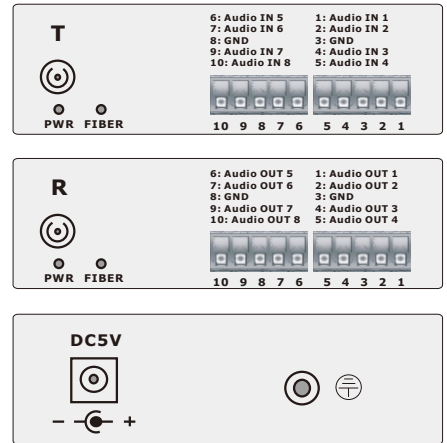 T
PWR FIBER
6: Audio IN 5
7: Audio IN 6
8: GND
9: Audio IN 7
10: Audio IN 8
1: Audio IN 1
2: Audio IN 2
3: GND
4: Audio IN 3
5: Audio IN 4
10 9 8 7 6 5 4 3 2 1
R
PWR FIBER
6: Audio OUT 5
7: Audio OUT 6
8: GND
9: Audio OUT 7
10: Audio OUT 8
1: Audio OUT 1
2: Audio OUT 2
3: GND
4: Audio OUT 3
5: Audio OUT 4
10 9 8 7 6 5 4 3 2 1
DC5V
- +